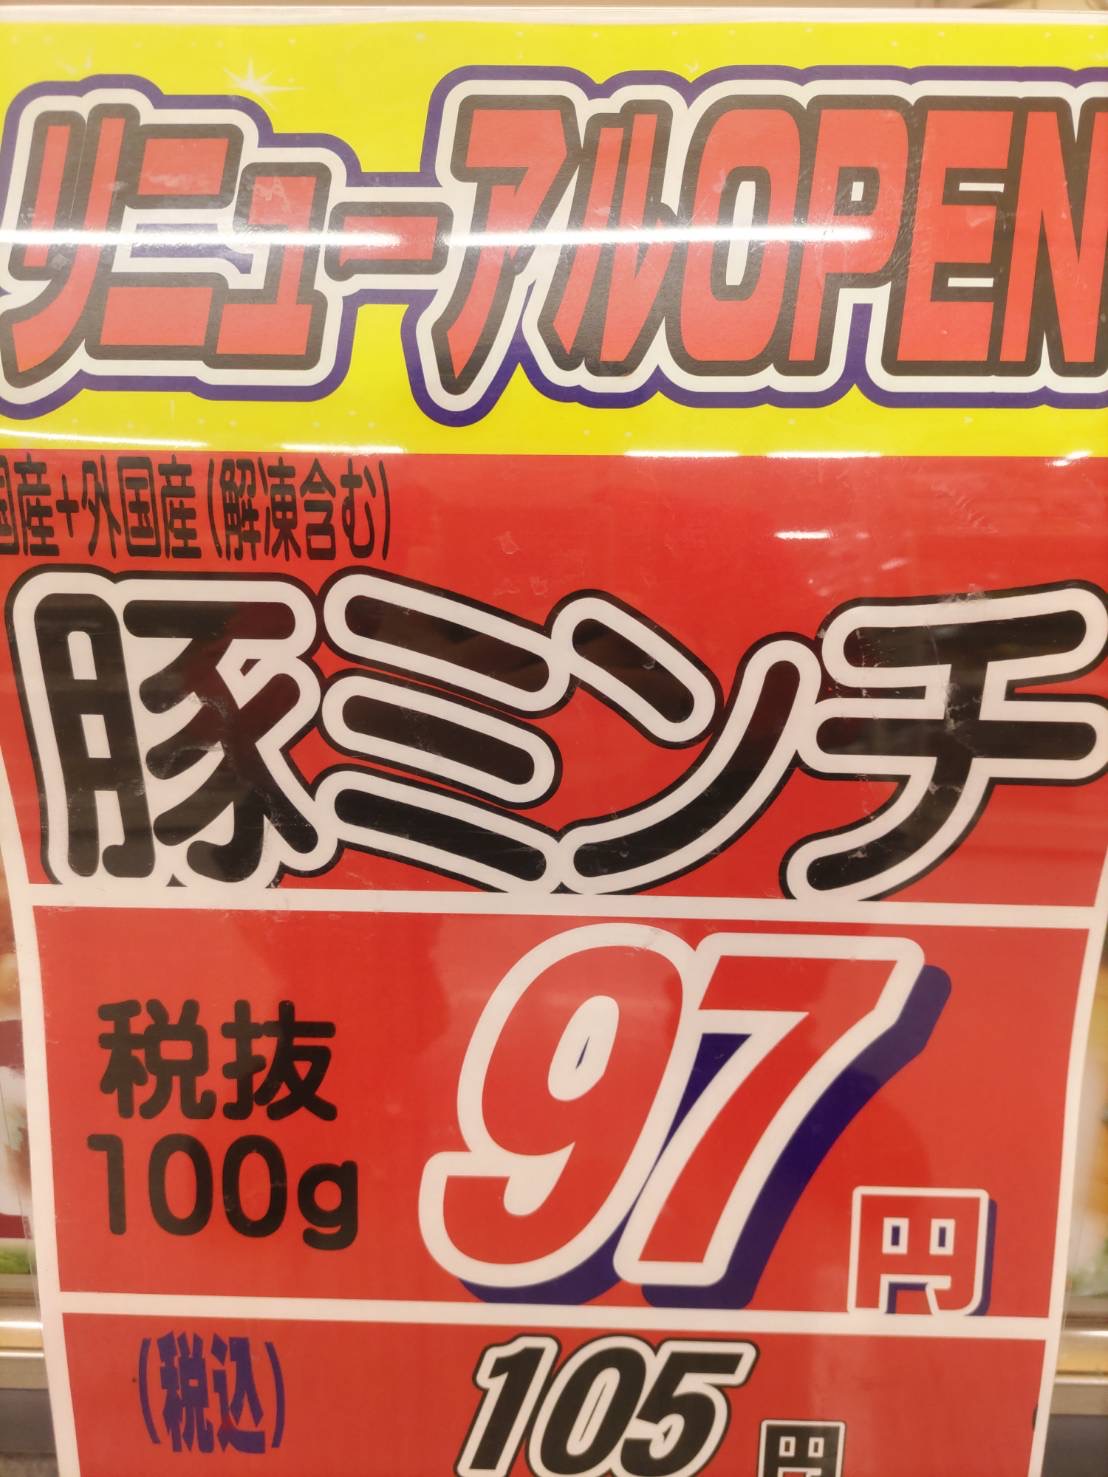 リニューアルOPEN
国産+外国産(解凍含む)
豚ミンチ
税抜
100g
97円
(税込)
105円